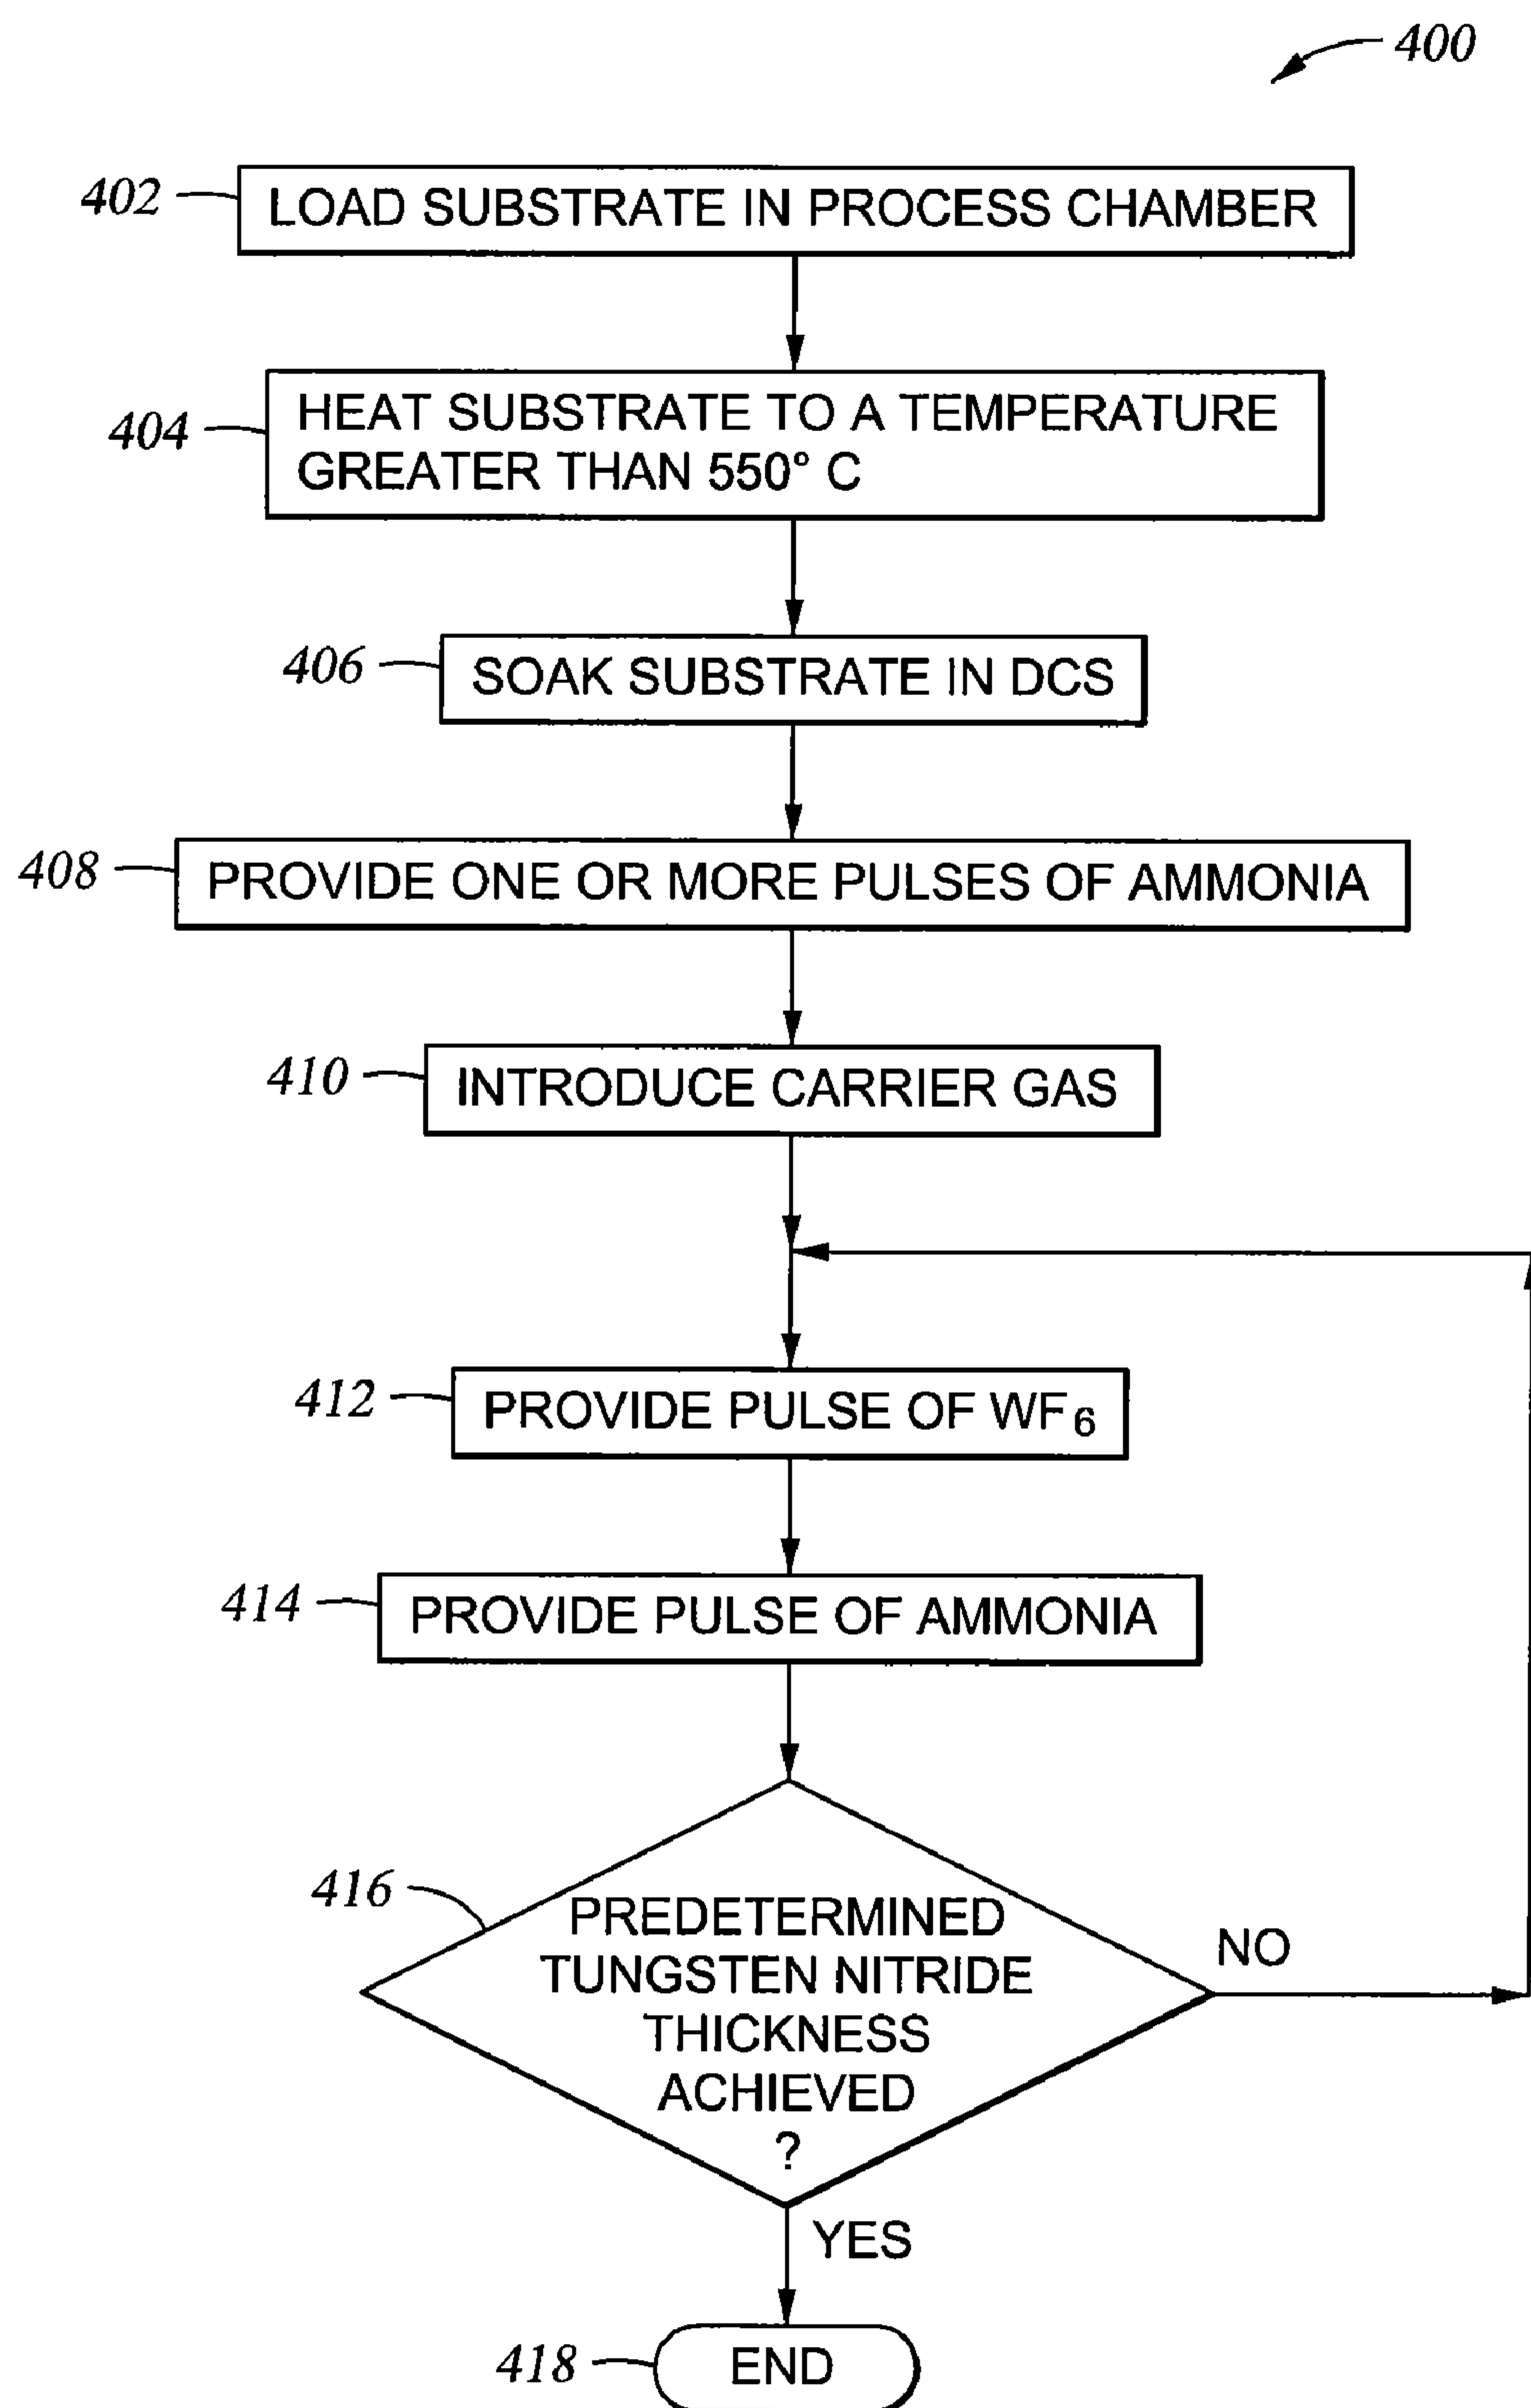 400
402
LOAD SUBSTRATE IN PROCESS CHAMBER
404
HEAT SUBSTRATE TO A TEMPERATURE
GREATER THAN 550° C
406
SOAK SUBSTRATE IN DCS
408
PROVIDE ONE OR MORE PULSES OF AMMONIA
410
INTRODUCE CARRIER GAS
412
PROVIDE PULSE OF WF6
414
PROVIDE PULSE OF AMMONIA
416
PREDETERMINED
TUNGSTEN NITRIDE
THICKNESS
ACHIEVED
?
NO
YES
418
END